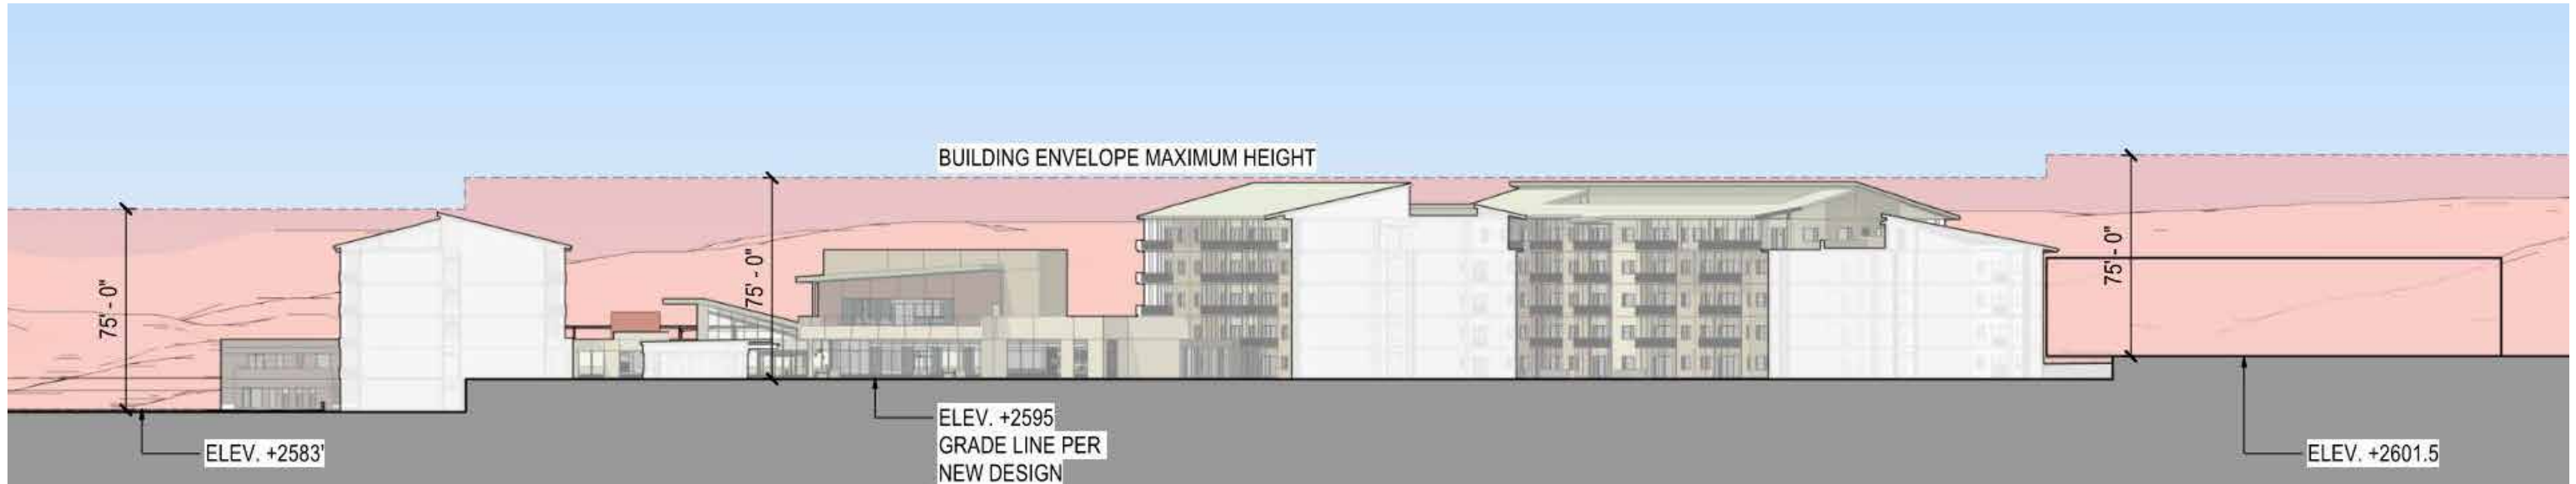 BUILDING ENVELOPE MAXIMUM HEIGHT
75' - 0"
75' - 0"
75' - 0"
ELEV. +2583'
ELEV. +2595
GRADE LINE PER
NEW DESIGN
ELEV. +2601.5